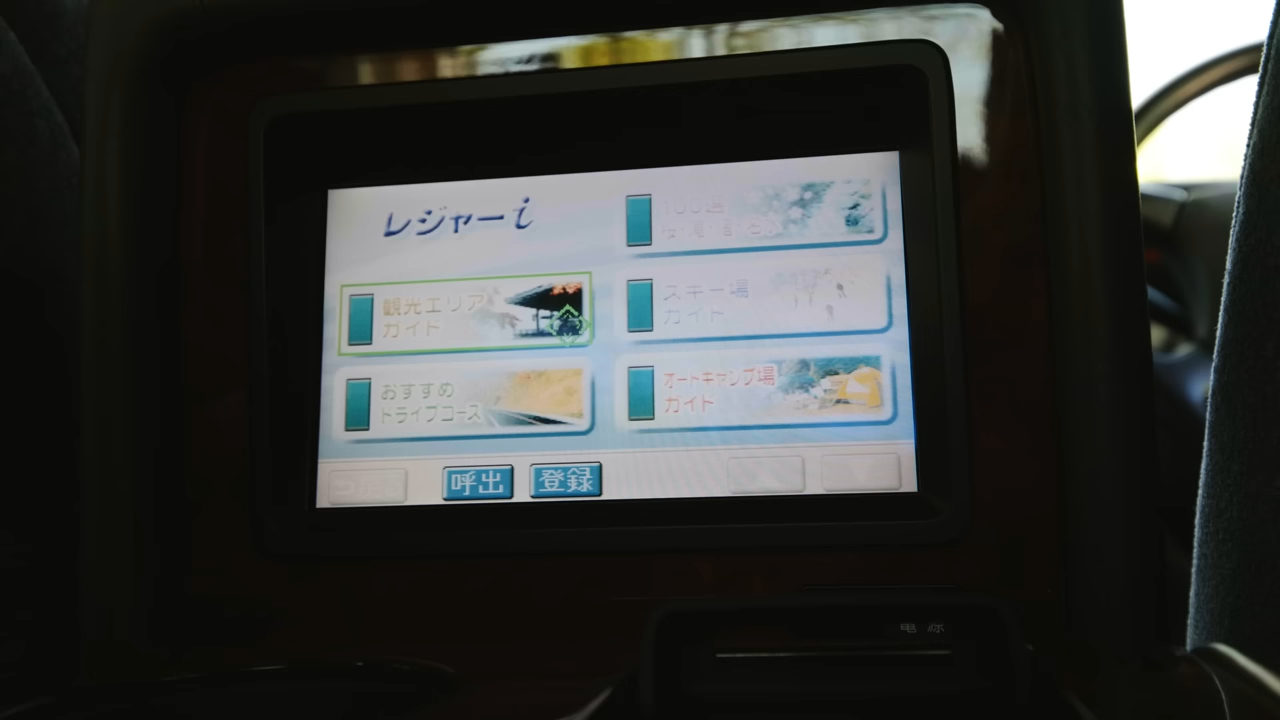 レジャーi
観光エリア
ガイド
おすすめ
ドライブコース
100選
スキー場
ガイド
オートキャンプ場
ガイド
呼出
登録